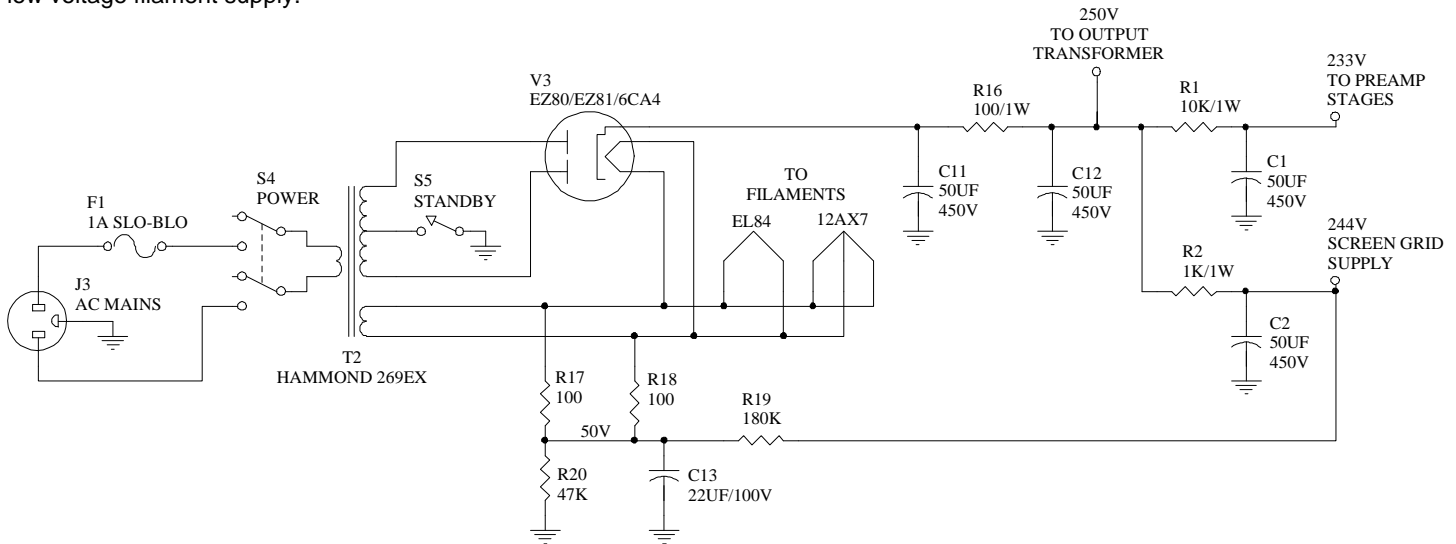 low voltage filament supply.
250V
TO OUTPUT
TRANSFORMER
233V
TO PREAMP
STAGES
V3
EZ80/EZ81/6CA4
R16
100/1W
R1
10K/1W
C11
50UF
450V
C12
50UF
450V
C1
50UF
450V
S4
POWER
S5
STANDBY
TO
FILAMENTS
EL84
12AX7
F1
1A SLO-BLO
244V
SCREEN GRID
SUPPLY
R2
1K/1W
J3
AC MAINS
C2
50UF
450V
T2
HAMMOND 269EX
R17
100
R18
100
R19
180K
50V
R20
47K
C13
22UF/100V